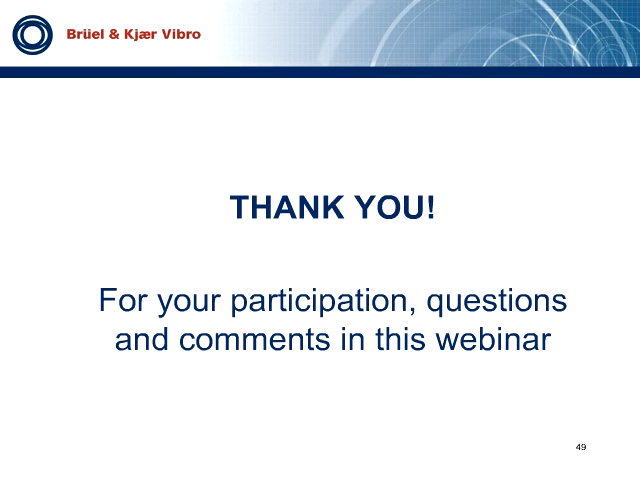 Brüel & Kjær Vibro
THANK YOU!
For your participation, questions
and comments in this webinar
49